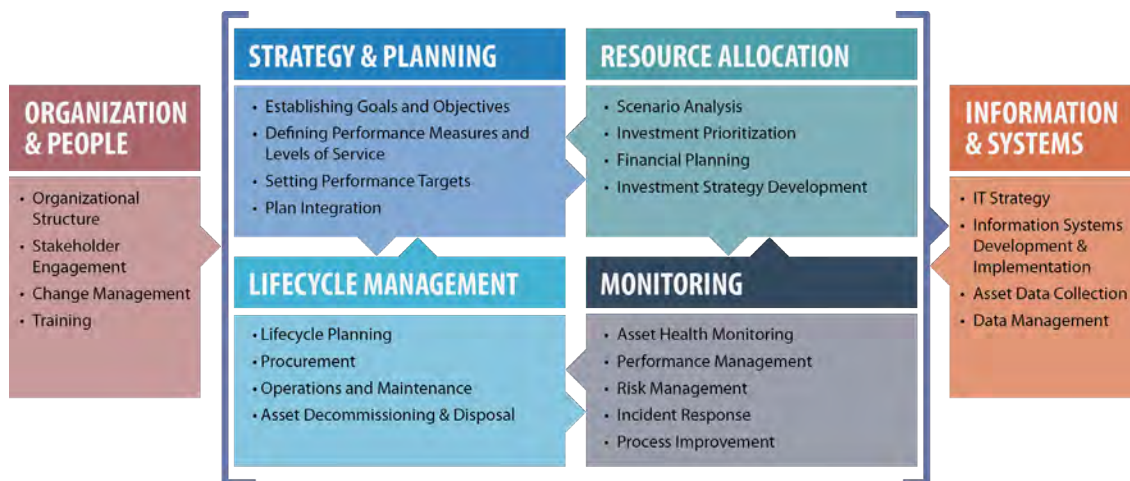 ORGANIZATION
& PEOPLE
• Organizational
Structure
• Stakeholder
Engagement
• Change Management
• Training
STRATEGY & PLANNING
• Establishing Goals and Objectives
• Defining Performance Measures and
Levels of Service
• Setting Performance Targets
• Plan Integration
RESOURCE ALLOCATION
• Scenario Analysis
• Investment Prioritization
• Financial Planning
• Investment Strategy Development
LIFECYCLE MANAGEMENT
• Lifecycle Planning
• Procurement
• Operations and Maintenance
• Asset Decommissioning & Disposal
MONITORING
• Asset Health Monitoring
• Performance Management
• Risk Management
• Incident Response
• Process Improvement
INFORMATION
& SYSTEMS
• IT Strategy
• Information Systems
Development &
Implementation
• Asset Data Collection
• Data Management